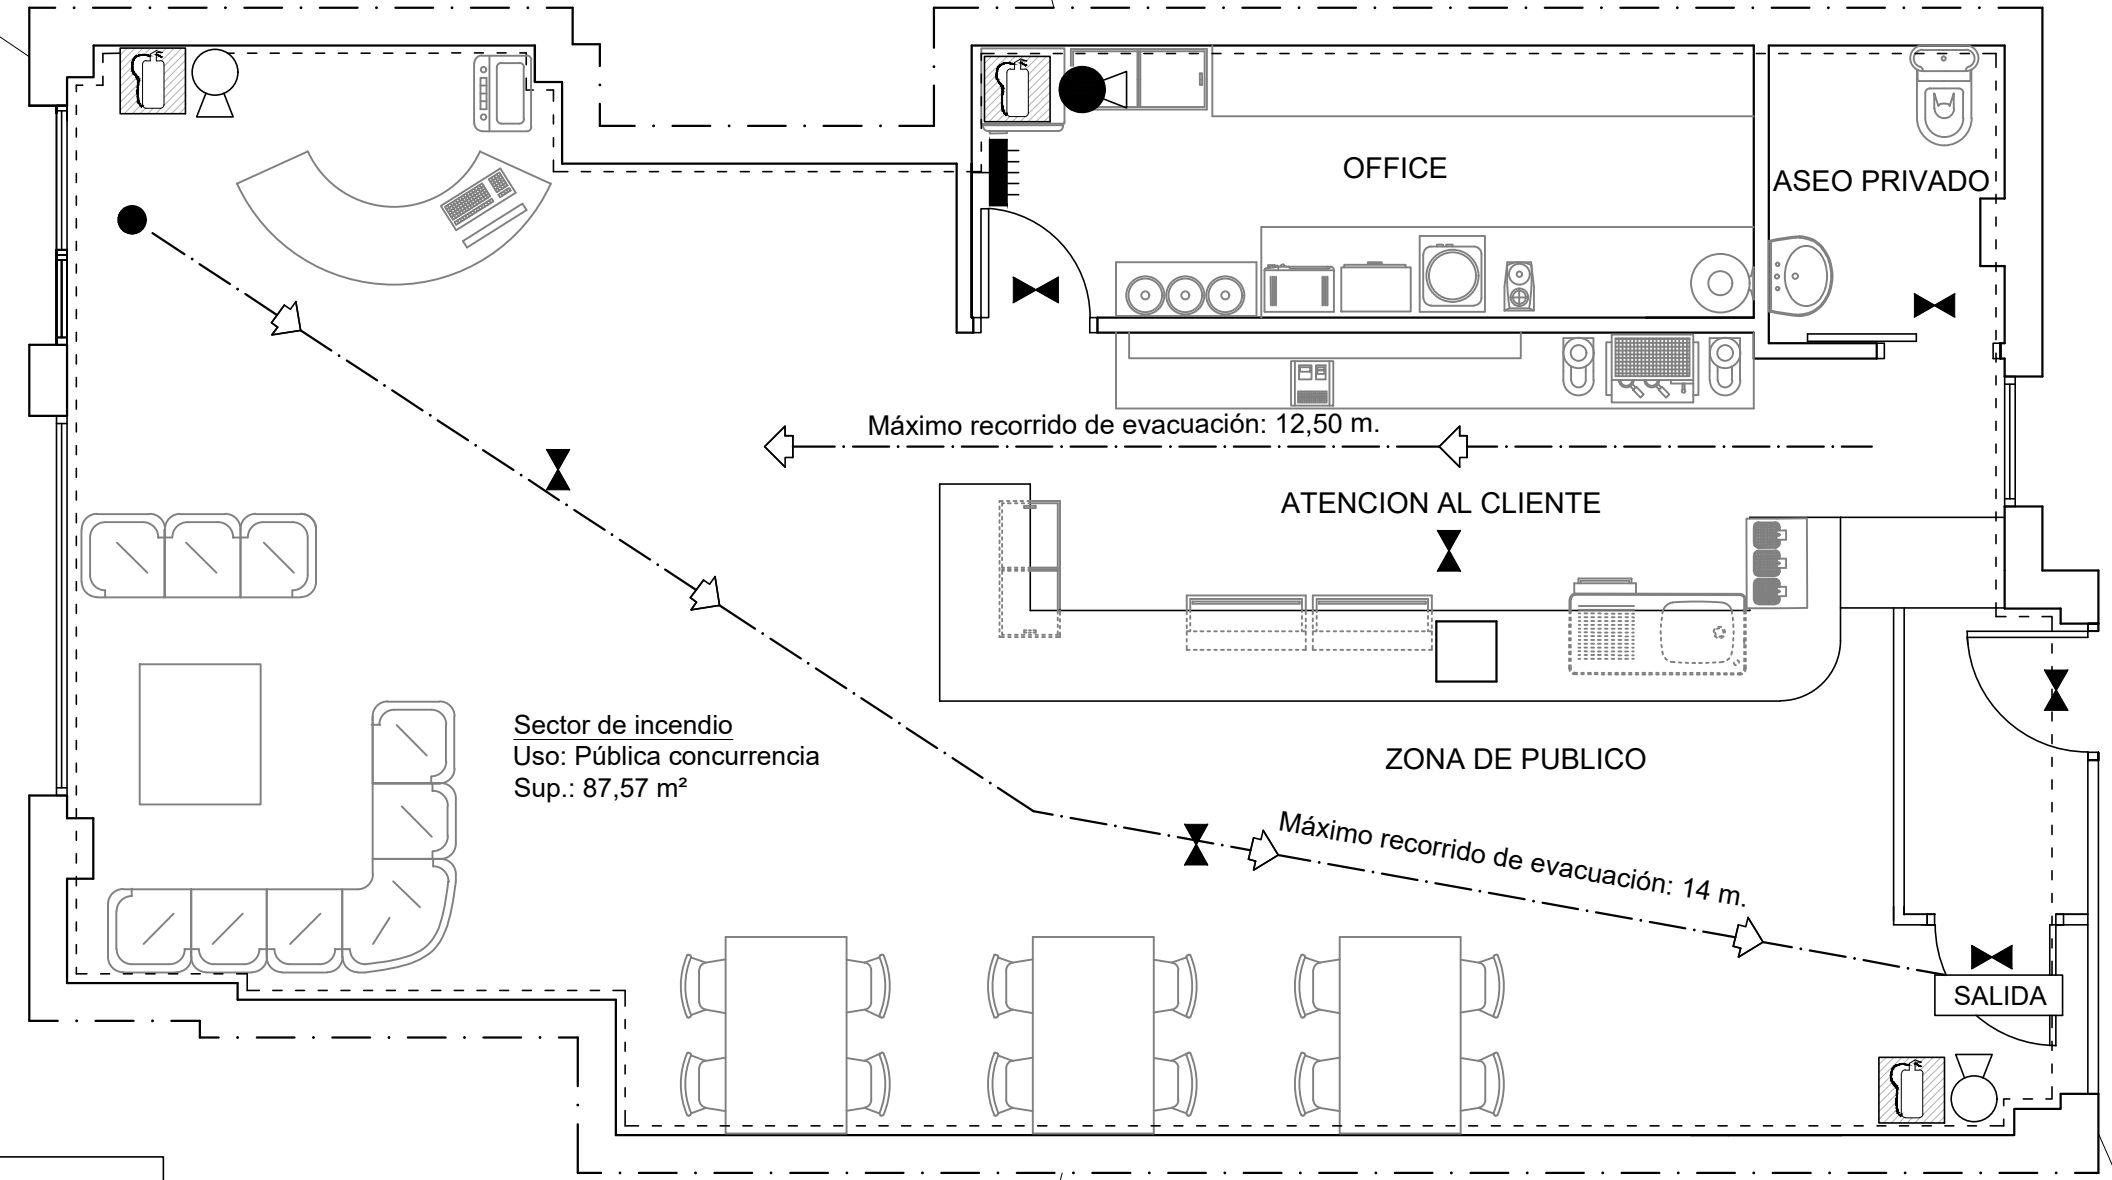 OFFICE
ASEO PRIVADO
Máximo recorrido de evacuación: 12,50 m.
ATENCION AL CLIENTE
Sector de incendio
Uso: Pública concurrencia
Sup.: 87,57 m²
ZONA DE PUBLICO
Máximo recorrido de evacuación: 14 m.
SALIDA